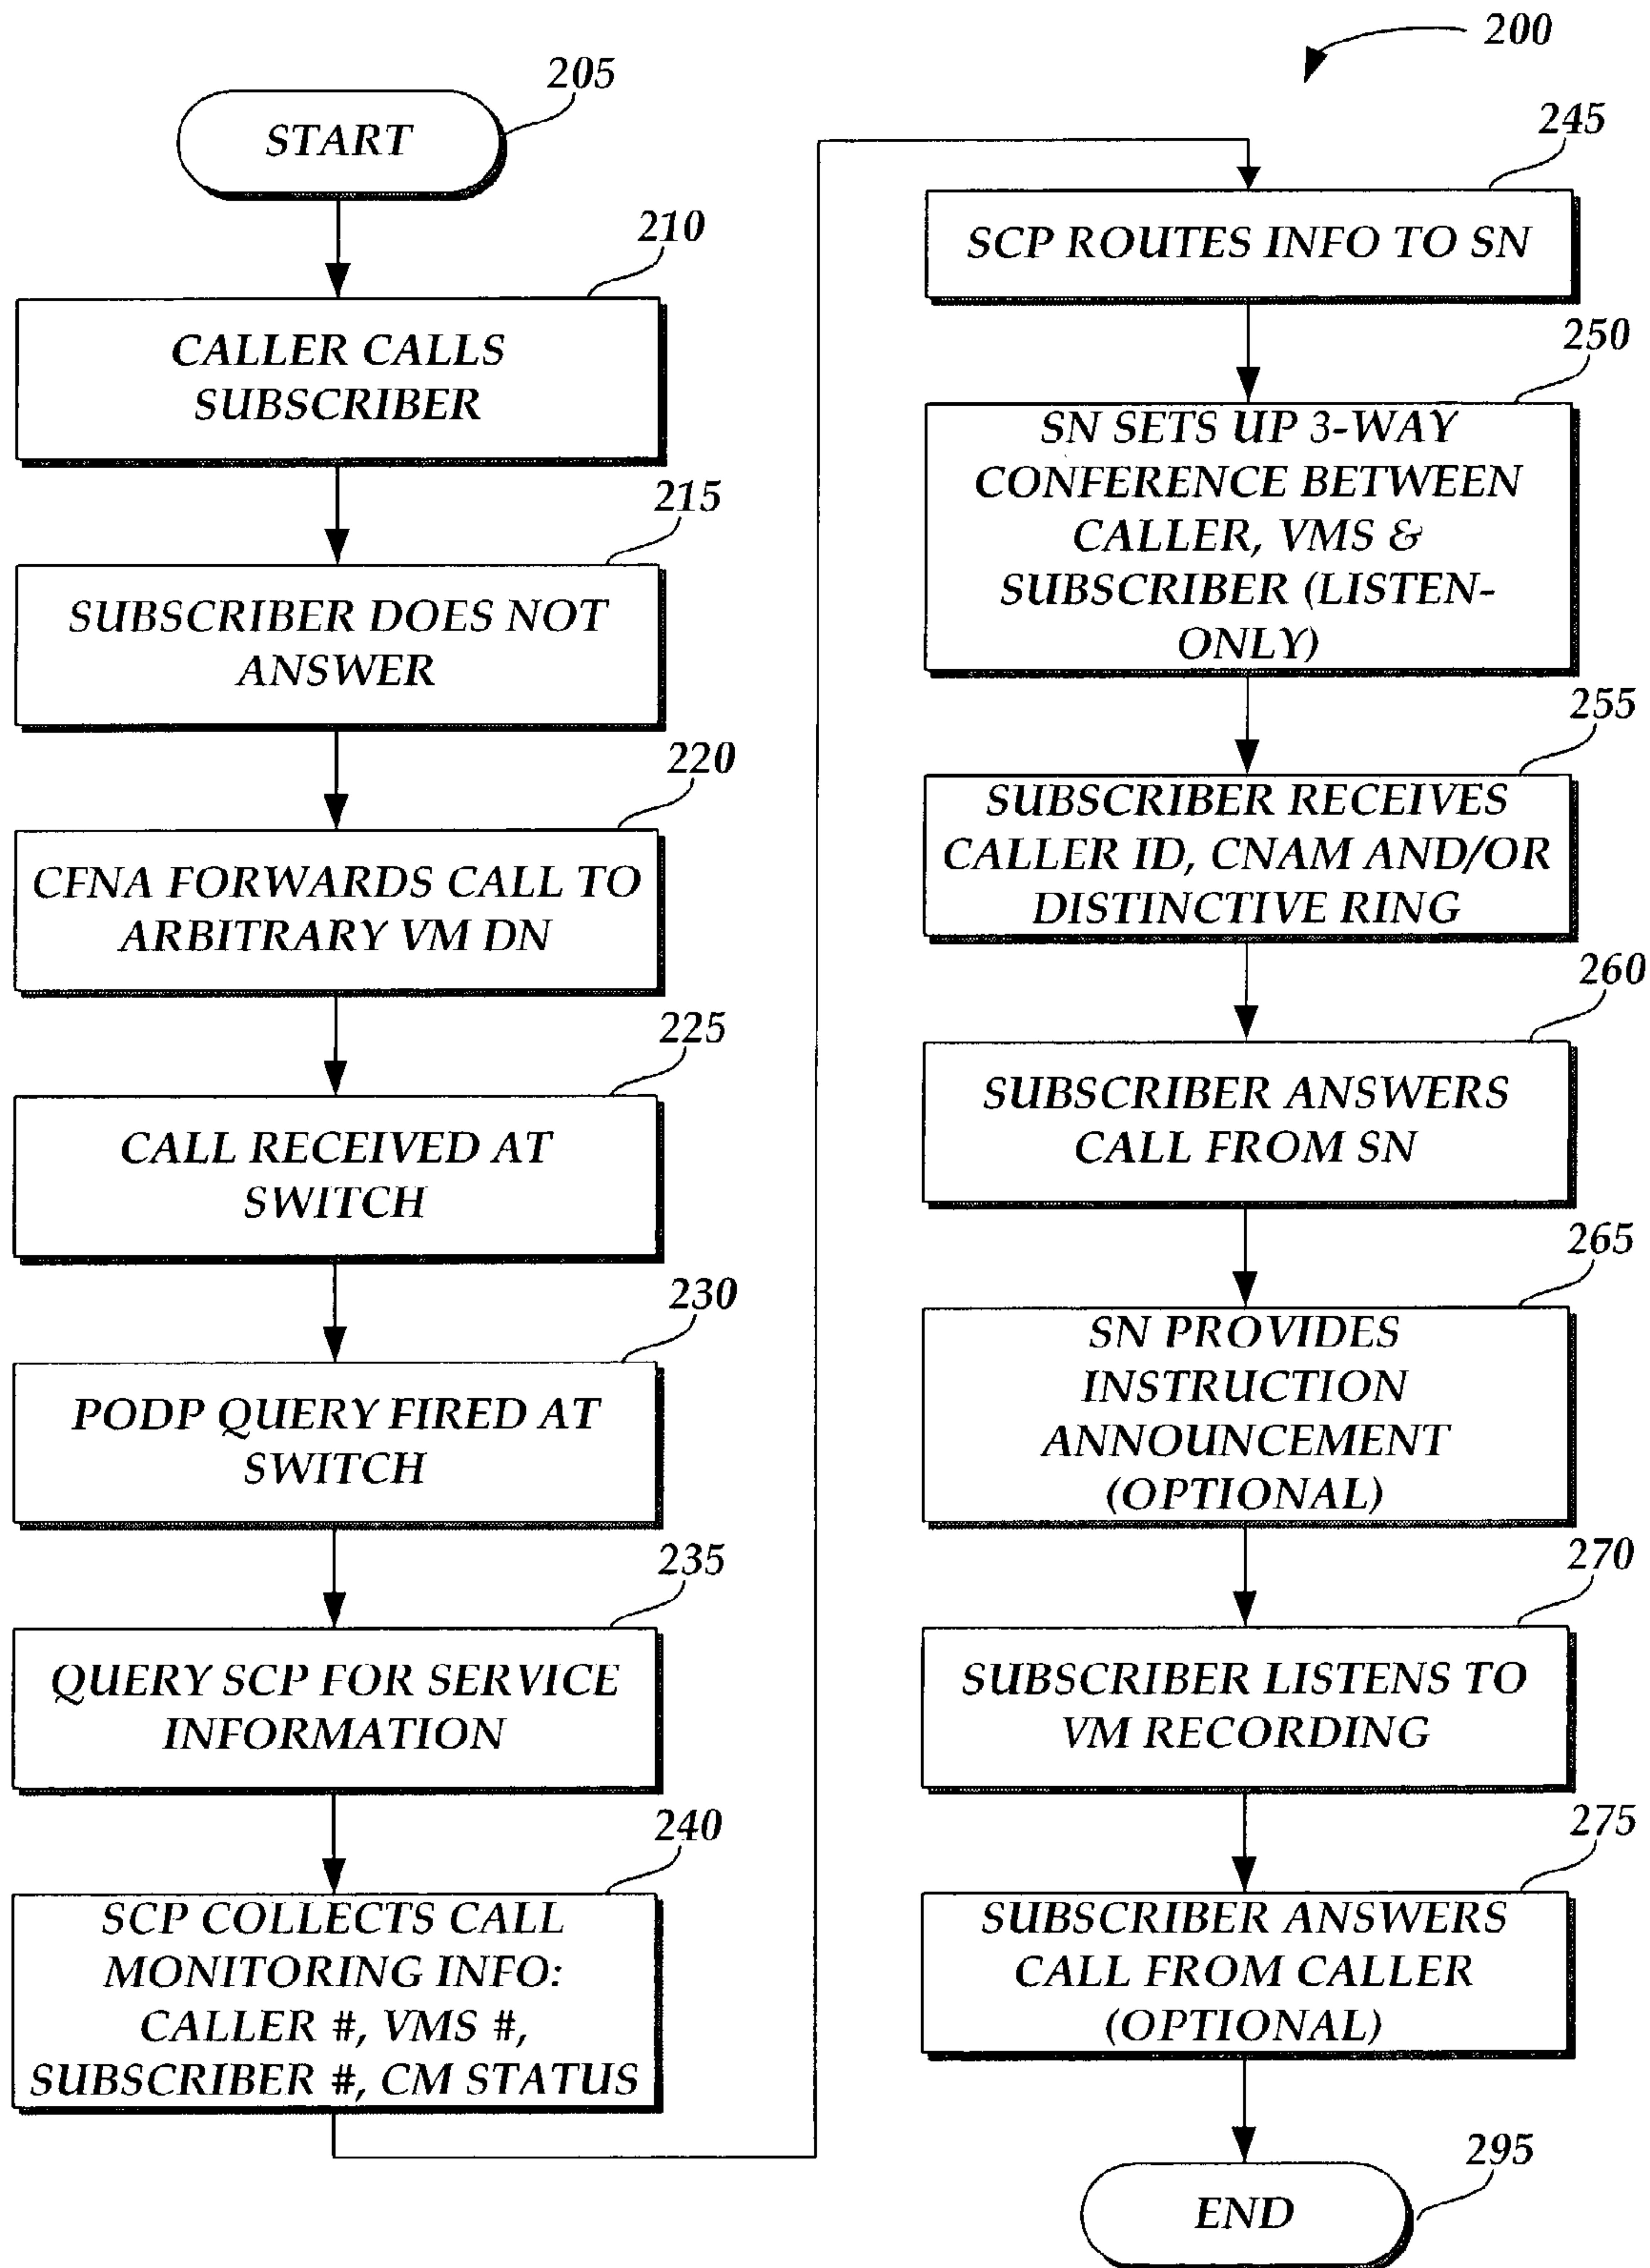 200
205
START
210
CALLER CALLS
SUBSCRIBER
215
SUBSCRIBER DOES NOT
ANSWER
220
CFNA FORWARDS CALL TO
ARBITRARY VM DN
225
CALL RECEIVED AT
SWITCH
230
PODP QUERY FIRED AT
SWITCH
235
QUERY SCP FOR SERVICE
INFORMATION
240
SCP COLLECTS CALL
MONITORING INFO:
CALLER #, VMS #,
SUBSCRIBER #, CM STATUS
245
SCP ROUTES INFO TO SN
250
SN SETS UP 3-WAY
CONFERENCE BETWEEN
CALLER, VMS &
SUBSCRIBER (LISTEN-
ONLY)
255
SUBSCRIBER RECEIVES
CALLER ID, CNAM AND/OR
DISTINCTIVE RING
260
SUBSCRIBER ANSWERS
CALL FROM SN
265
SN PROVIDES
INSTRUCTION
ANNOUNCEMENT
(OPTIONAL)
270
SUBSCRIBER LISTENS TO
VM RECORDING
275
SUBSCRIBER ANSWERS
CALL FROM CALLER
(OPTIONAL)
295
END